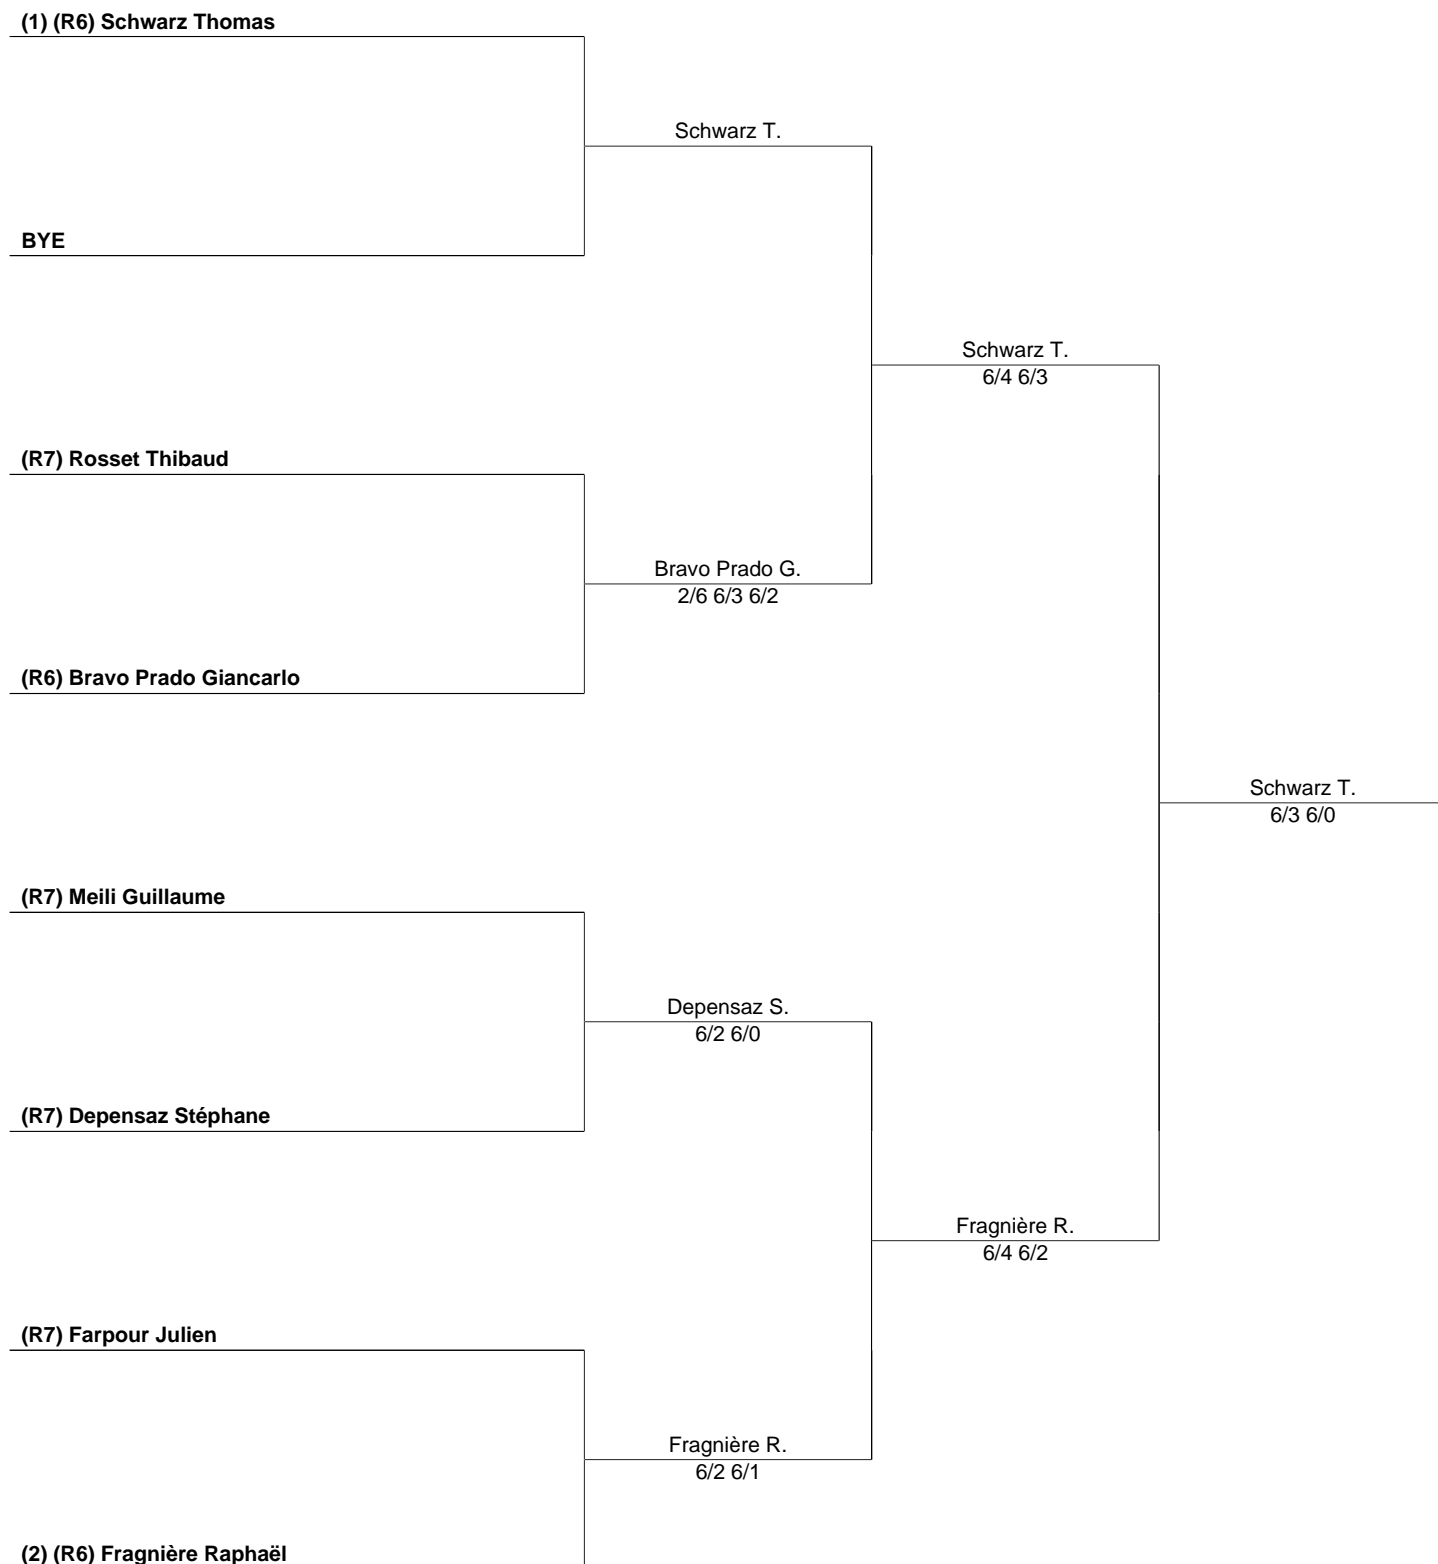 (1) (R6) Schwarz Thomas
Schwarz T.
BYE
Schwarz T.
6/4 6/3
(R7) Rosset Thibaud
Bravo Prado G.
2/6 6/3 6/2
(R6) Bravo Prado Giancarlo
Schwarz T.
6/3 6/0
(R7) Meili Guillaume
Depensaz S.
6/2 6/0
(R7) Depensaz Stéphane
Fragnière R.
6/4 6/2
(R7) Farpour Julien
Fragnière R.
6/2 6/1
(2) (R6) Fragnière Raphaël